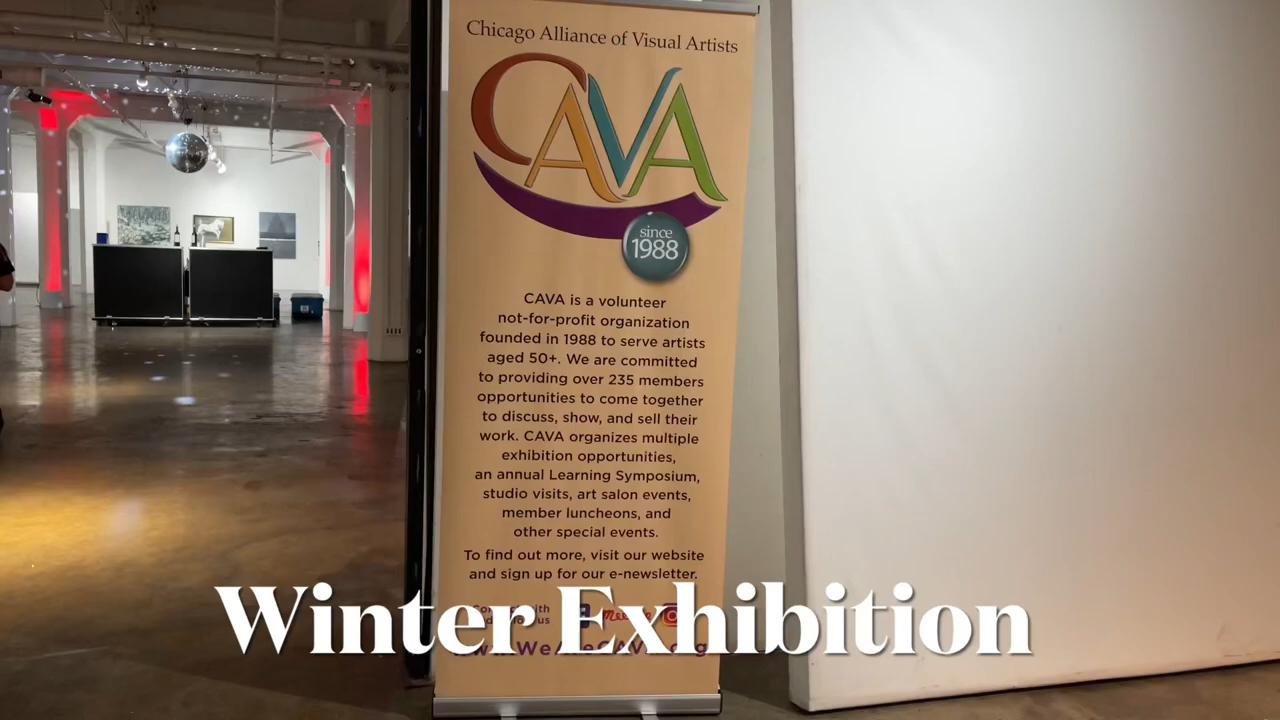 Chicago Alliance of Visual Artists
CAVA
since
1988
CAVA is a volunteer
not-for-profit organization
founded in 1988 to serve artists
aged 50+. We are committed
to providing over 235 members
opportunities to come together
to discuss, show, and sell their
work. CAVA organizes multiple
exhibition opportunities,
an annual Learning Symposium,
studio visits, art salon events,
member luncheons, and
other special events.
To find out more, visit our website
and sign up for our e-newsletter.
Winter Exhibition